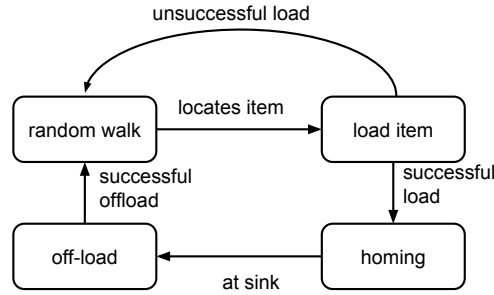 unsuccessful load
random walk
locates item
load item
successful
offload
successful
load
off-load
at sink
homing